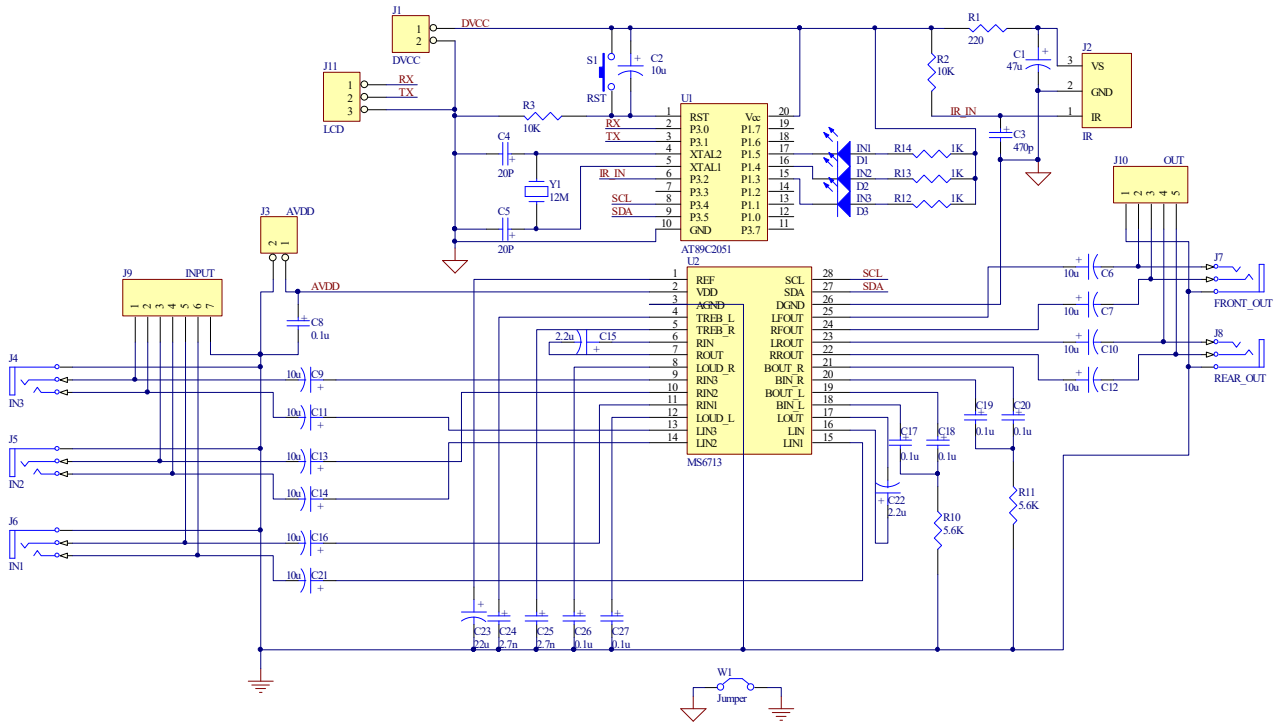 J1
1
2
DVCC
DVCC
J11
1
2
3
RX
TX
LCD
S1
RST
C2
10u
R3
10K
R1
220
R2
10K
C1
47u
J2
3 VS
2 GND
1 IR
IR
IR_IN
C3
470p
U1
1 RST Vcc 20
2 P3.0 P1.7 19
3 P3.1 P1.6 18
4 XTAL2 P1.5 17
5 XTAL1 P1.4 16
6 P3.2 P1.3 15
7 P3.3 P1.2 14
8 P3.4 P1.1 13
9 P3.5 P1.0 12
10 GND P3.7 11
AT89C2051
RX
TX
IR_IN
SCL
SDA
C4
20P
Y1
12M
C5
20P
IN1
D1
IN2
D2
IN3
D3
R14 1K
R13 1K
R12 1K
J10 OUT
1 2 3 4 5
J3 AVDD
2 1
J9 INPUT
1 2 3 4 5 6 7
AVDD
C8
0.1u
U2
1 REF SCL 28
2 VDD SDA 27
3 AGND DGND 26
4 TREB_L LFOUT 25
5 TREB_R RFOUT 24
6 RIN LROUT 23
7 ROUT RROUT 22
8 LOUD_R BOUT_R 21
9 RIN3 BIN_R 20
10 RIN2 BOUT_L 19
11 RIN1 BIN_L 18
12 LOUD_L LOUT 17
13 LIN3 LIN 16
14 LIN2 LIN1 15
MS6713
SCL
SDA
10u C6
10u C7
10u C10
10u C12
J7
FRONT_OUT
J8
REAR_OUT
2.2u C15
J4
IN3
10u C9
10u C11
J5
IN2
10u C13
10u C14
J6
IN1
10u C16
10u C21
C17
0.1u
C18
0.1u
C19
0.1u
C20
0.1u
C22
2.2u
R10
5.6K
R11
5.6K
C23
22u
C24
2.7n
C25
2.7n
C26
0.1u
C27
0.1u
W1
Jumper